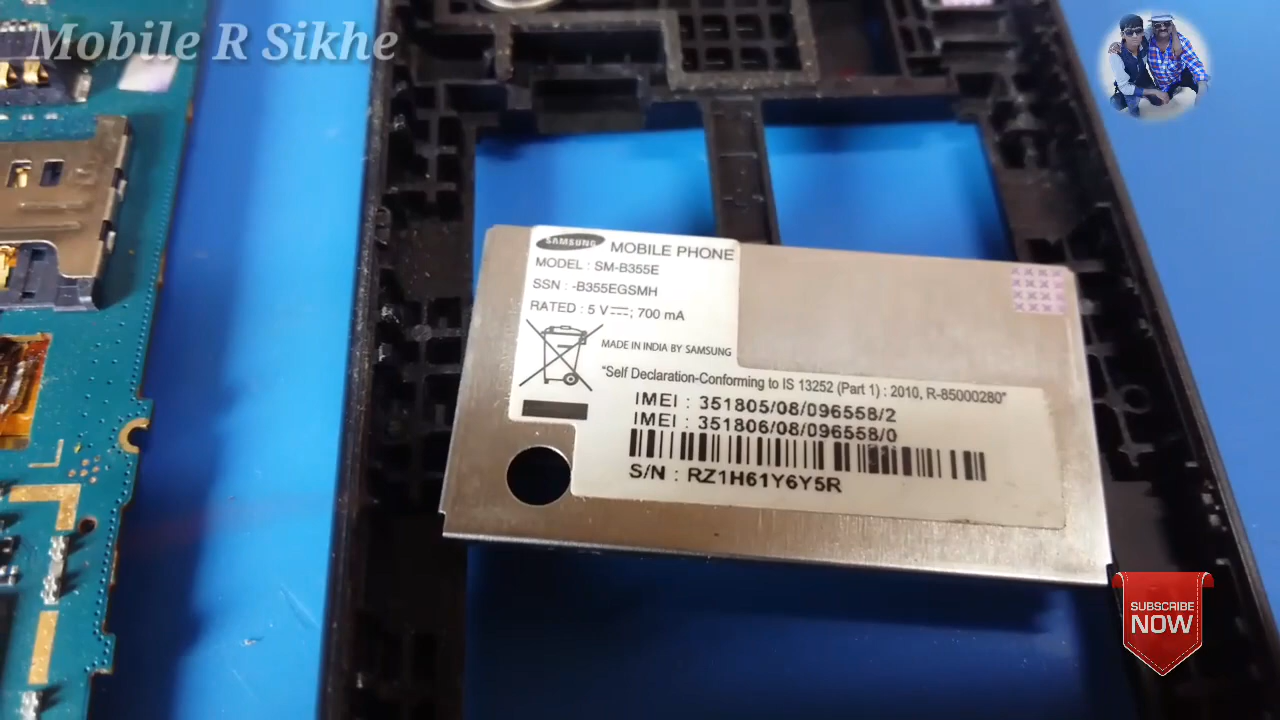 Mobile R Sikhe
SAMSUNG MOBILE PHONE
MODEL : SM-B355E
SSN : -B355EGSMH
RATED : 5 V⎓; 700 mA
MADE IN INDIA BY SAMSUNG
"Self Declaration-Conforming to IS 13252 (Part 1) : 2010, R-85000280"
IMEI : 351805/08/096558/2
IMEI : 351806/08/096558/0
S/N : RZ1H61Y6Y5R
SUBSCRIBE
NOW